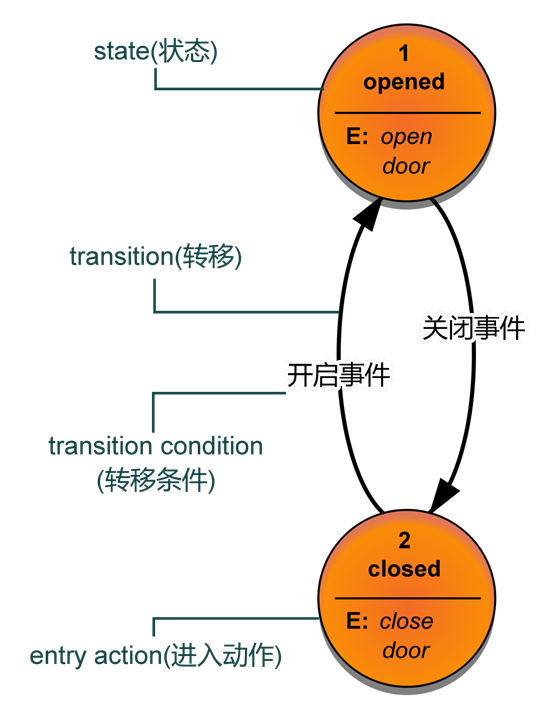 state(状态)
1
opened
E: open
door
transition(转移)
关闭事件
开启事件
transition condition
(转移条件)
2
closed
E: close
door
entry action(进入动作)